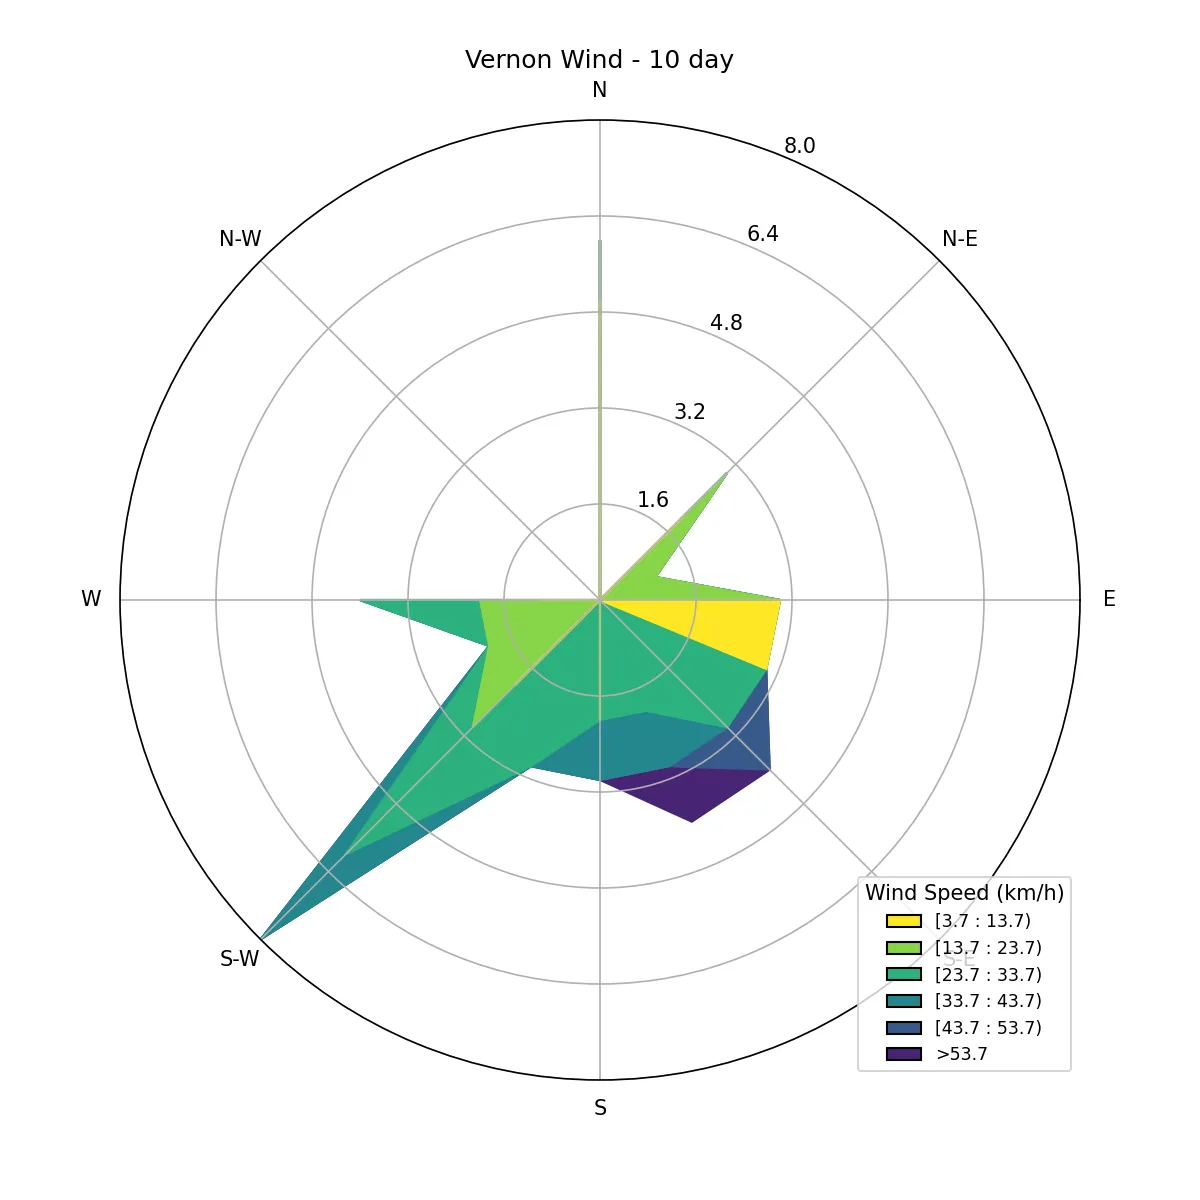 Vernon Wind - 10 day
N
8.0
N-W
6.4
N-E
4.8
3.2
1.6
W
E
S-W
S-E
S
Wind Speed (km/h)
[3.7 : 13.7)
[13.7 : 23.7)
[23.7 : 33.7)
[33.7 : 43.7)
[43.7 : 53.7)
>53.7